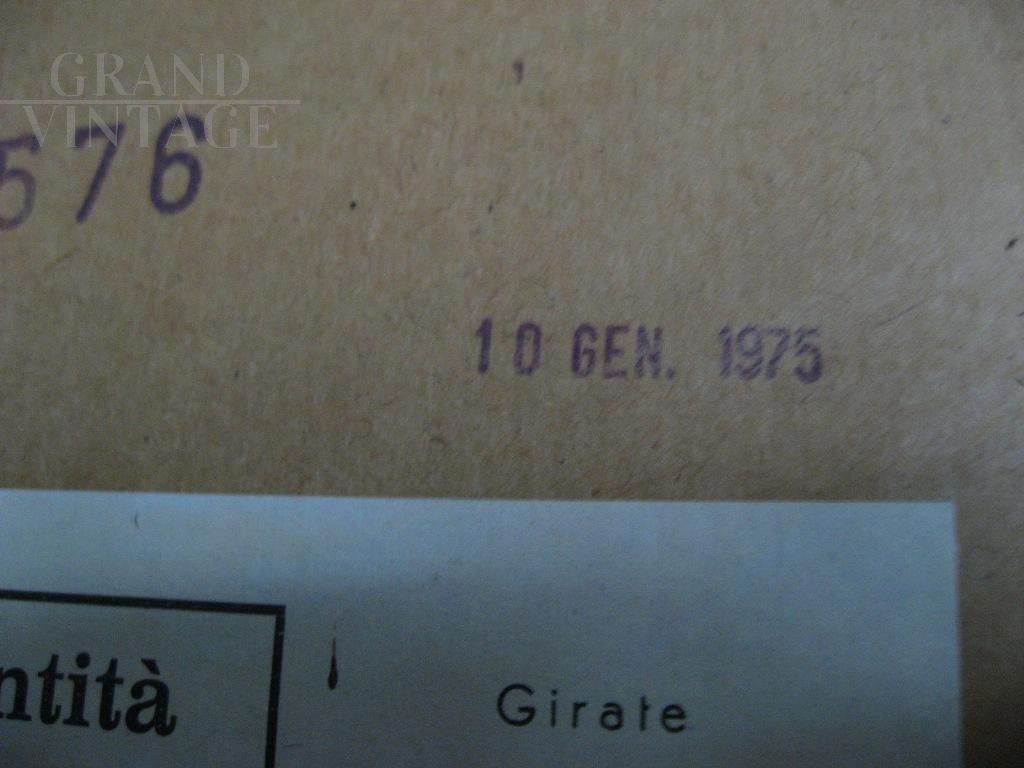 GRAND
VINTAGE
576
10 GEN. 1975
ntità
Girate